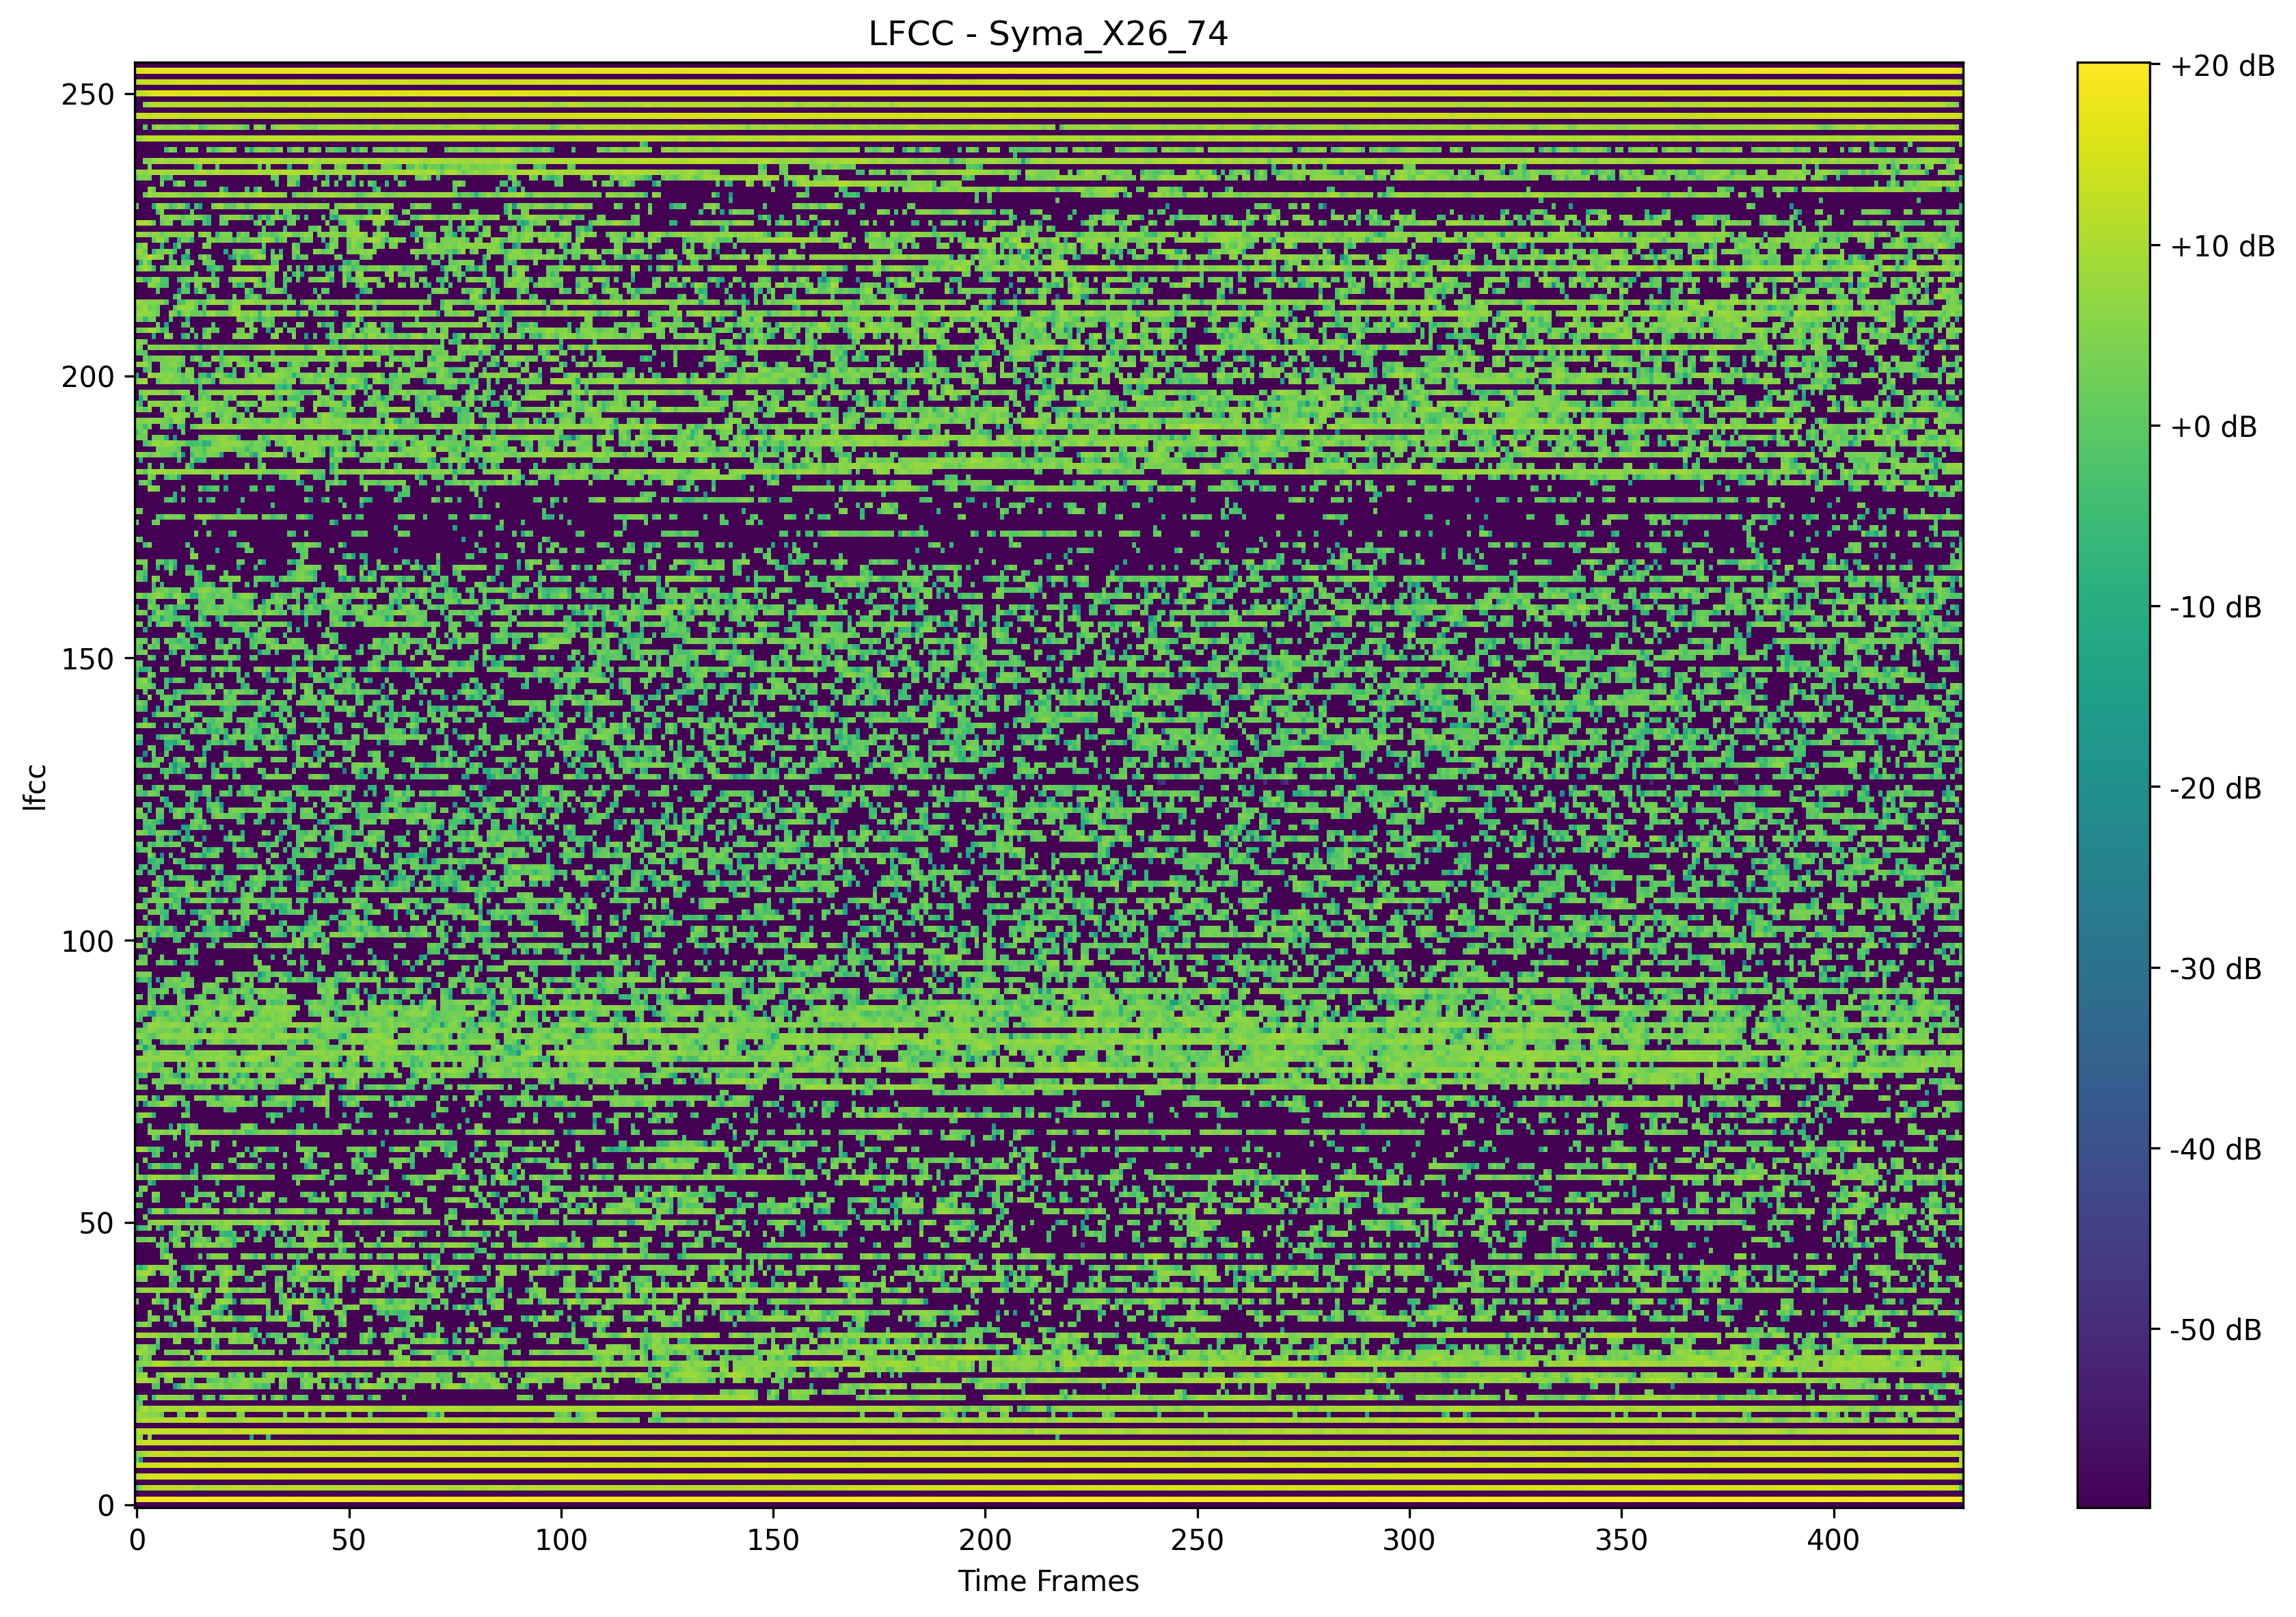 LFCC - Syma_X26_74
lfcc
250
200
150
100
50
0
0 50 100 150 200 250 300 350 400
Time Frames
+20 dB
+10 dB
+0 dB
-10 dB
-20 dB
-30 dB
-40 dB
-50 dB